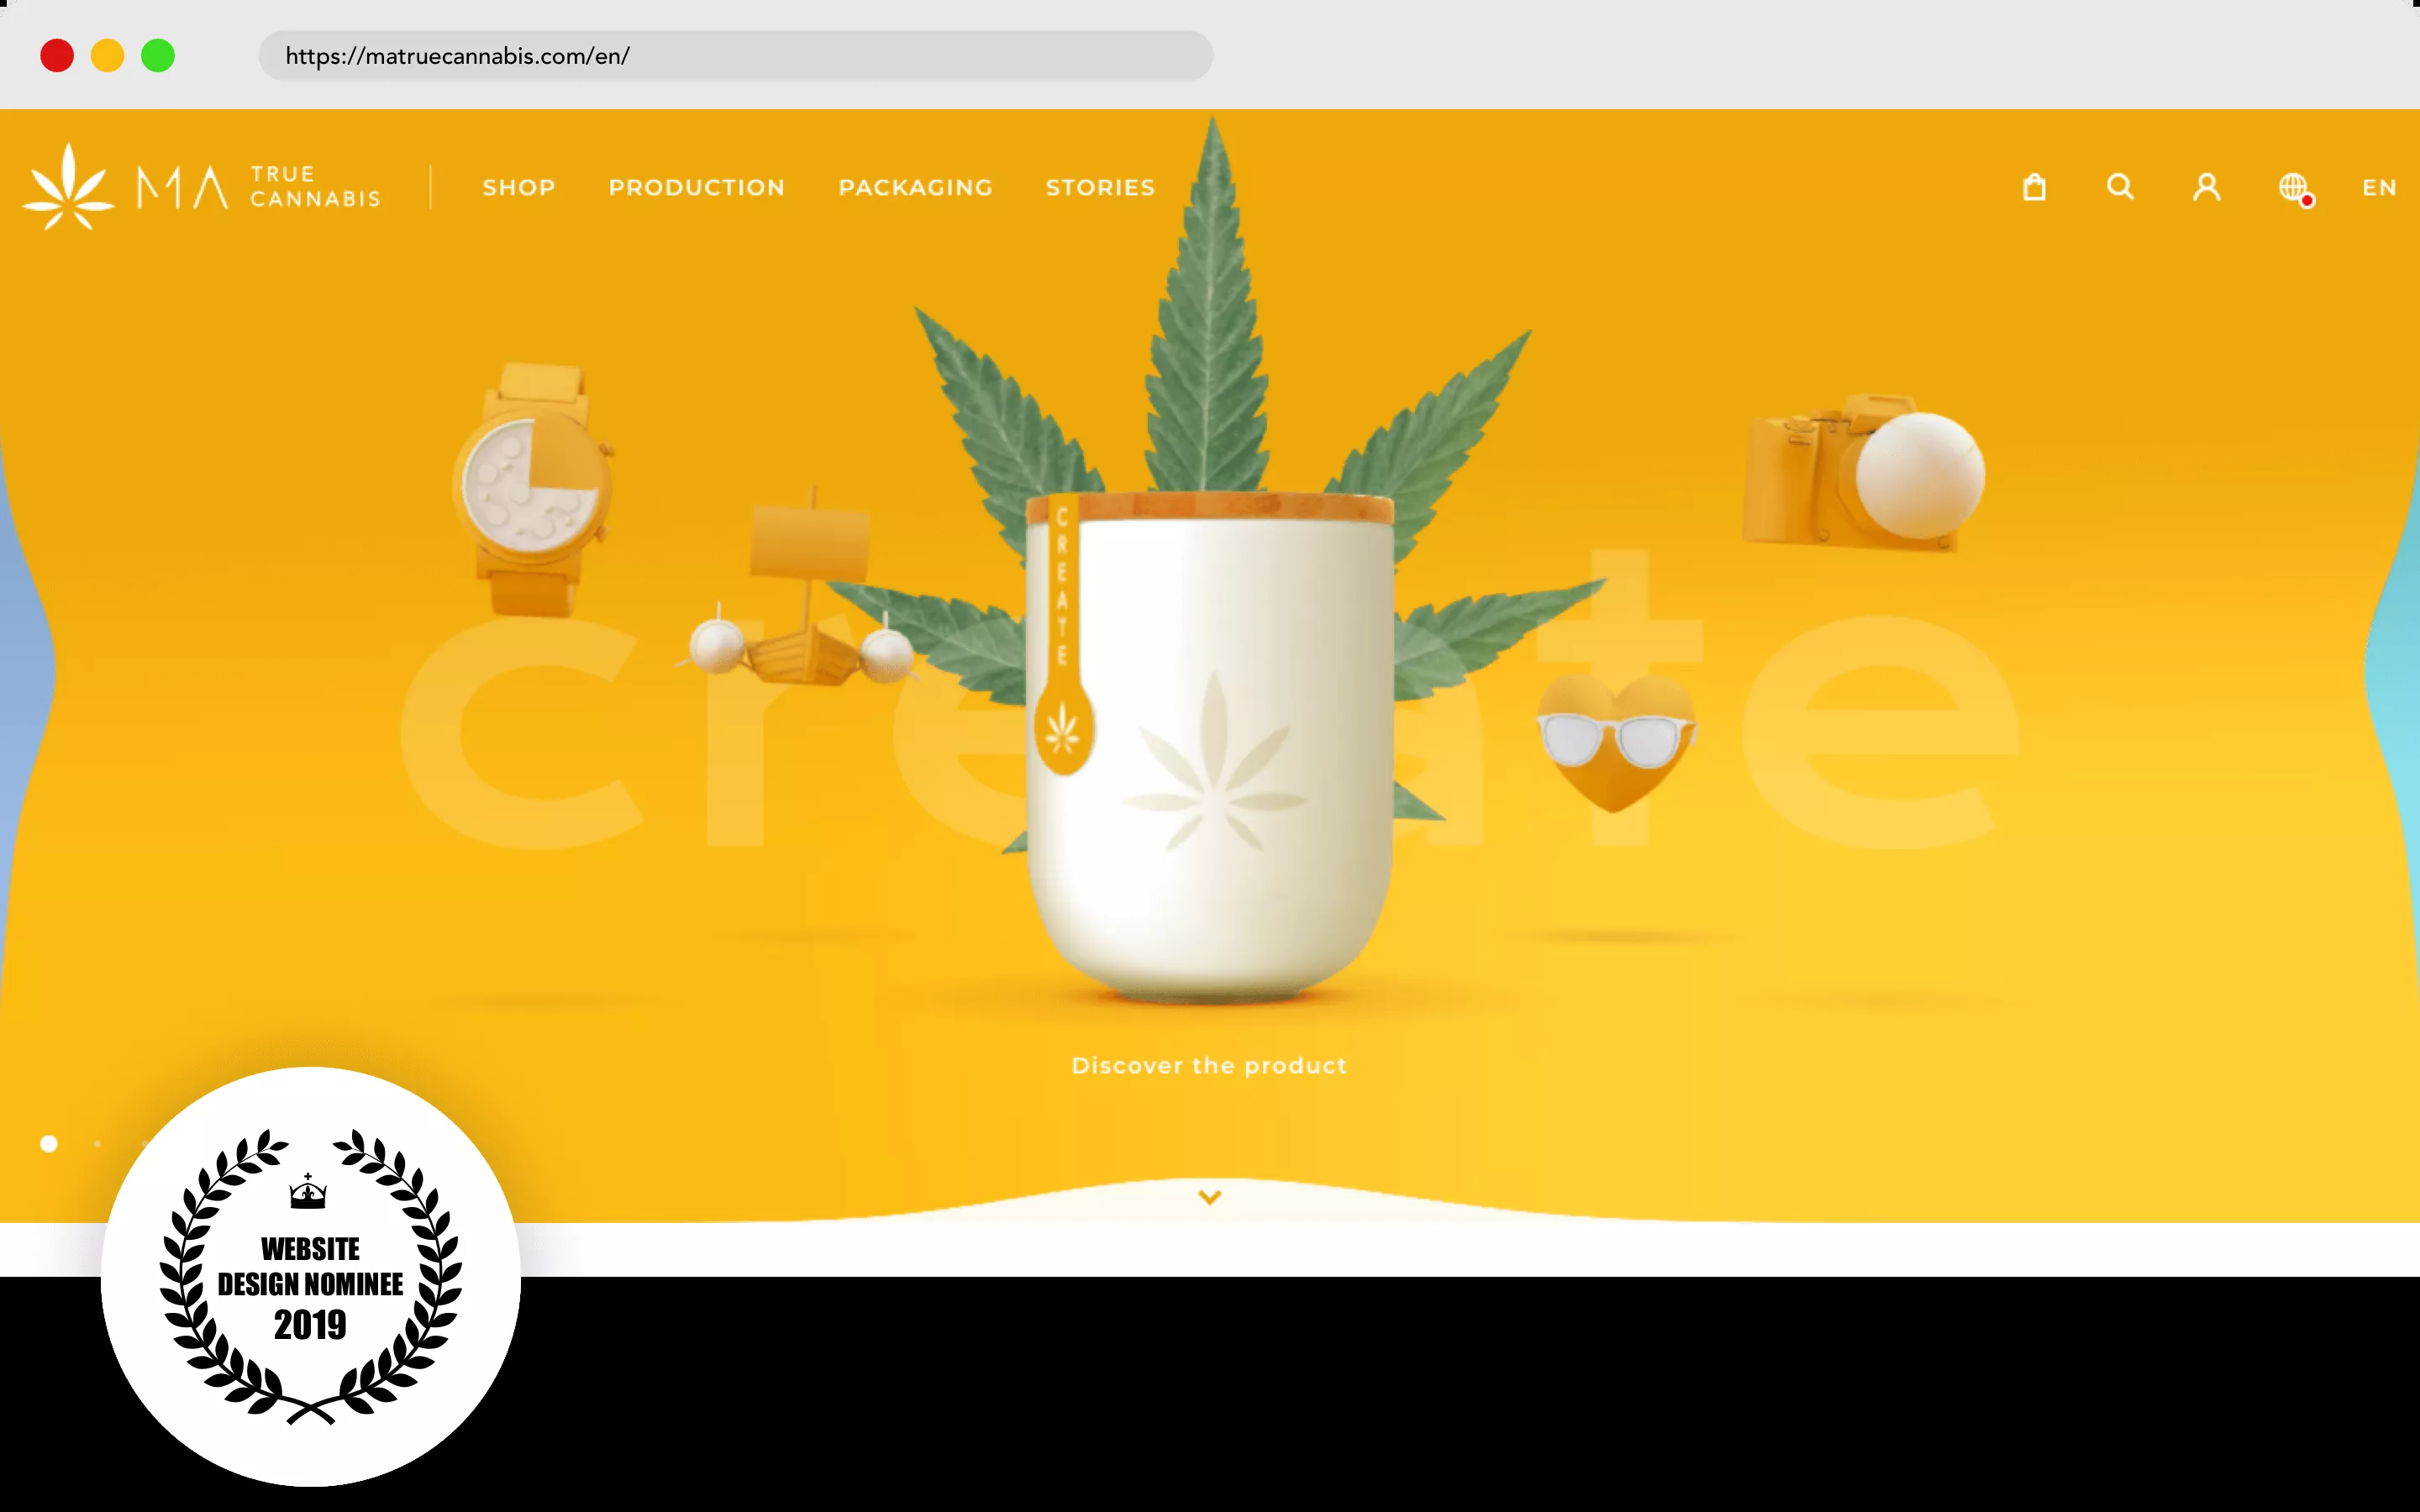 https://matruecannabis.com/en/
MA TRUE CANNABIS
SHOP
PRODUCTION
PACKAGING
STORIES
EN
create
CREATE
Discover the product
WEBSITE
DESIGN NOMINEE
2019